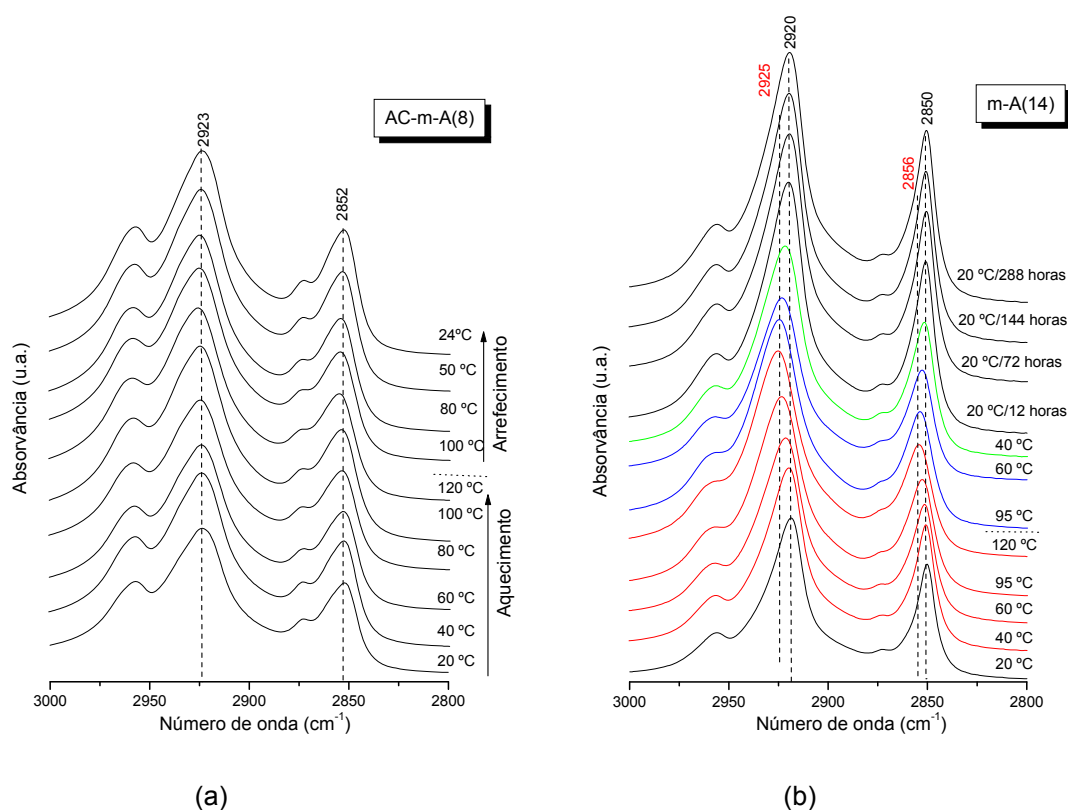 AC-m-A(8)
2923
2852
24ºC
50 ºC
80 ºC
100 ºC
120 ºC
100 ºC
80 ºC
60 ºC
40 ºC
20 ºC
Arrefecimento
Aquecimento
Absorvância (u.a.)
3000 2950 2900 2850 2800
Número de onda (cm⁻¹)
(a)
m-A(14)
2925
2920
2856
2850
20 ºC/288 horas
20 ºC/144 horas
20 ºC/72 horas
20 ºC/12 horas
40 ºC
60 ºC
95 ºC
120 ºC
95 ºC
60 ºC
40 ºC
20 ºC
Absorvância (u.a.)
3000 2950 2900 2850 2800
Número de onda (cm⁻¹)
(b)